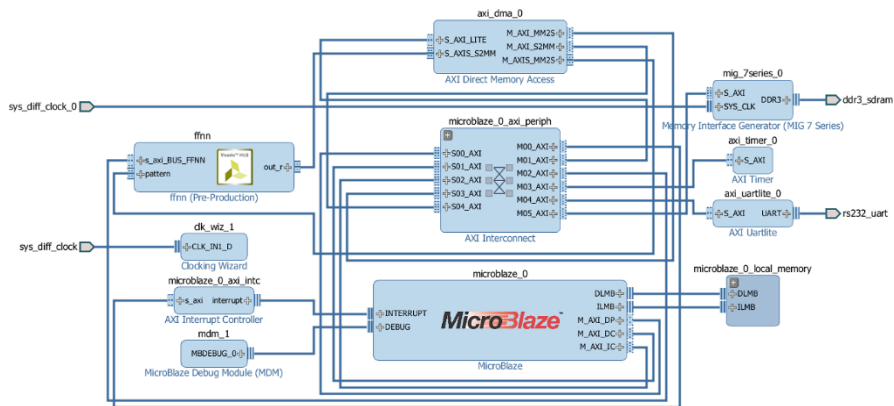 axi_dma_0
S_AXI_LITE
S_AXIS_S2MM
M_AXI_MM2S
M_AXI_S2MM
M_AXIS_MM2S
AXI Direct Memory Access
mig_7series_0
S_AXI
SYS_CLK
DDR3
Memory Interface Generator (MIG 7 Series)
sys_diff_clock_0
ddr3_sdram
ffnn
s_axi_BUS_FFNN
pattern
out_r
ffnn (Pre-Production)
microblaze_0_axi_periph
S00_AXI
S01_AXI
S02_AXI
S03_AXI
S04_AXI
M00_AXI
M01_AXI
M02_AXI
M03_AXI
M04_AXI
M05_AXI
AXI Interconnect
axi_timer_0
S_AXI
AXI Timer
axi_uartlite_0
S_AXI
UART
AXI Uartlite
rs232_uart
sys_diff_clock
clk_wiz_1
CLK_IN1_D
Clocking Wizard
microblaze_0_axi_intc
s_axi
interrupt
AXI Interrupt Controller
mdm_1
MBDEBUG_0
MicroBlaze Debug Module (MDM)
microblaze_0
INTERRUPT
DEBUG
MicroBlaze
DLMB
ILMB
M_AXI_DP
M_AXI_DC
M_AXI_IC
MicroBlaze
microblaze_0_local_memory
DLMB
ILMB